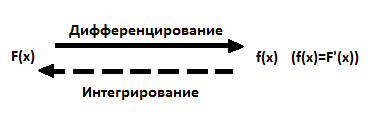 Дифференцирование
F(x) f(x) (f(x)=F'(x))
Интегрирование